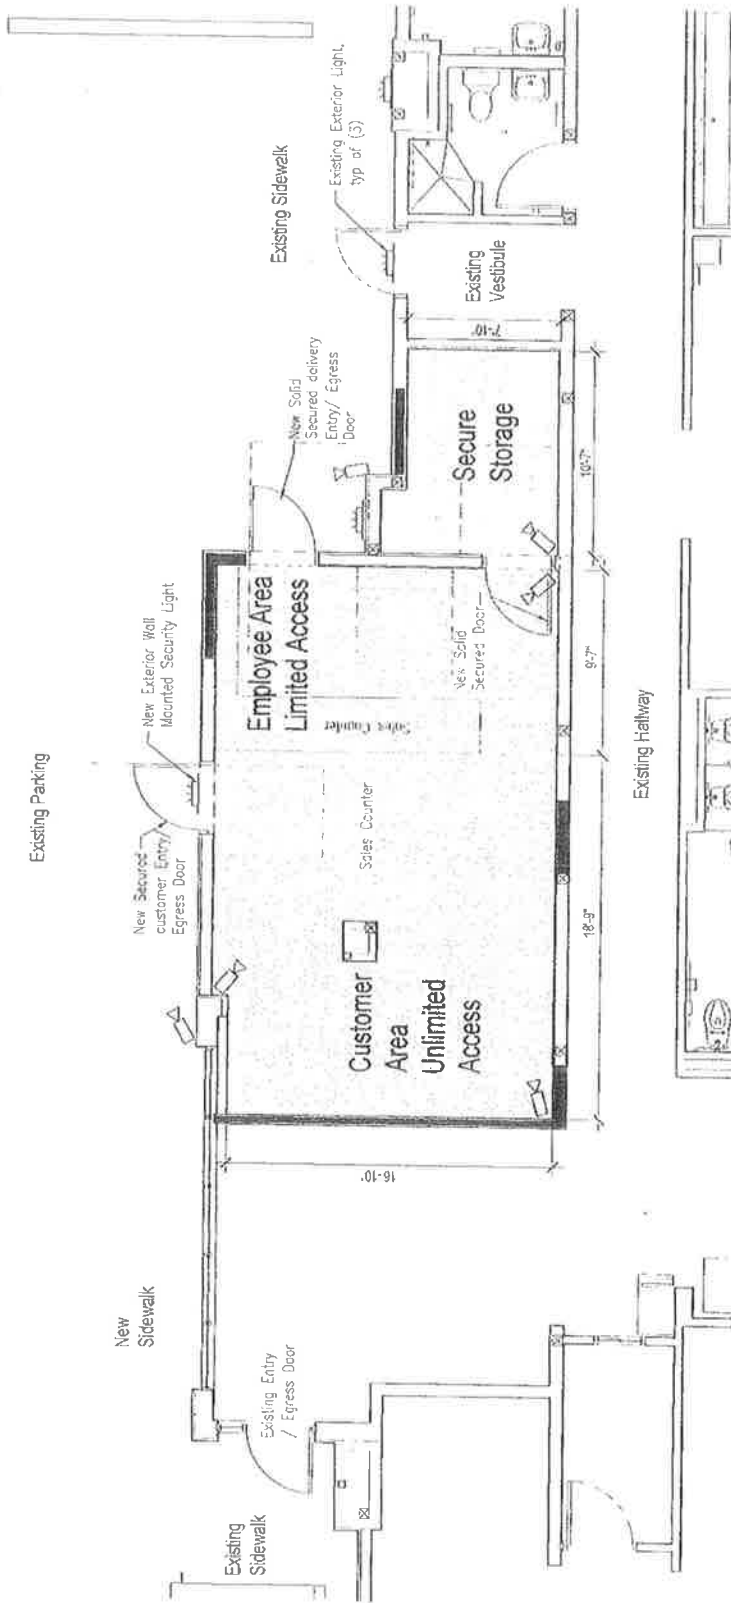 Existing Parking
New
Sidewalk
Existing
Sidewalk
Existing Entry
/ Egress Door
New Secured
customer Entry/
Egress Door
New Exterior Wall
Mounted Security Light
New Solid
Secured delivery
Entry/ Egress
Door
Existing Sidewalk
Existing Exterior Light,
typ of (3)
Customer
Area
Unlimited
Access
Sales Counter
Sales Counter
Employee Area
Limited Access
New Solid
Secured Door
Secure
Storage
Existing
Vestibule
16'-10"
18'-9"
9'-7"
10'-7"
7'-10"
Existing Hallway